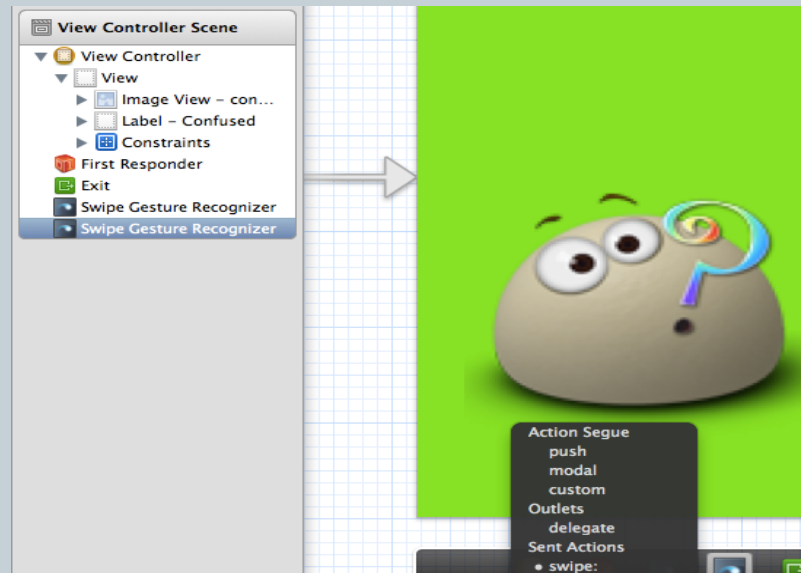 View Controller Scene
View Controller
View
Image View – con...
Label – Confused
Constraints
First Responder
Exit
Swipe Gesture Recognizer
Swipe Gesture Recognizer
Action Segue
push
modal
custom
Outlets
delegate
Sent Actions
• swipe: